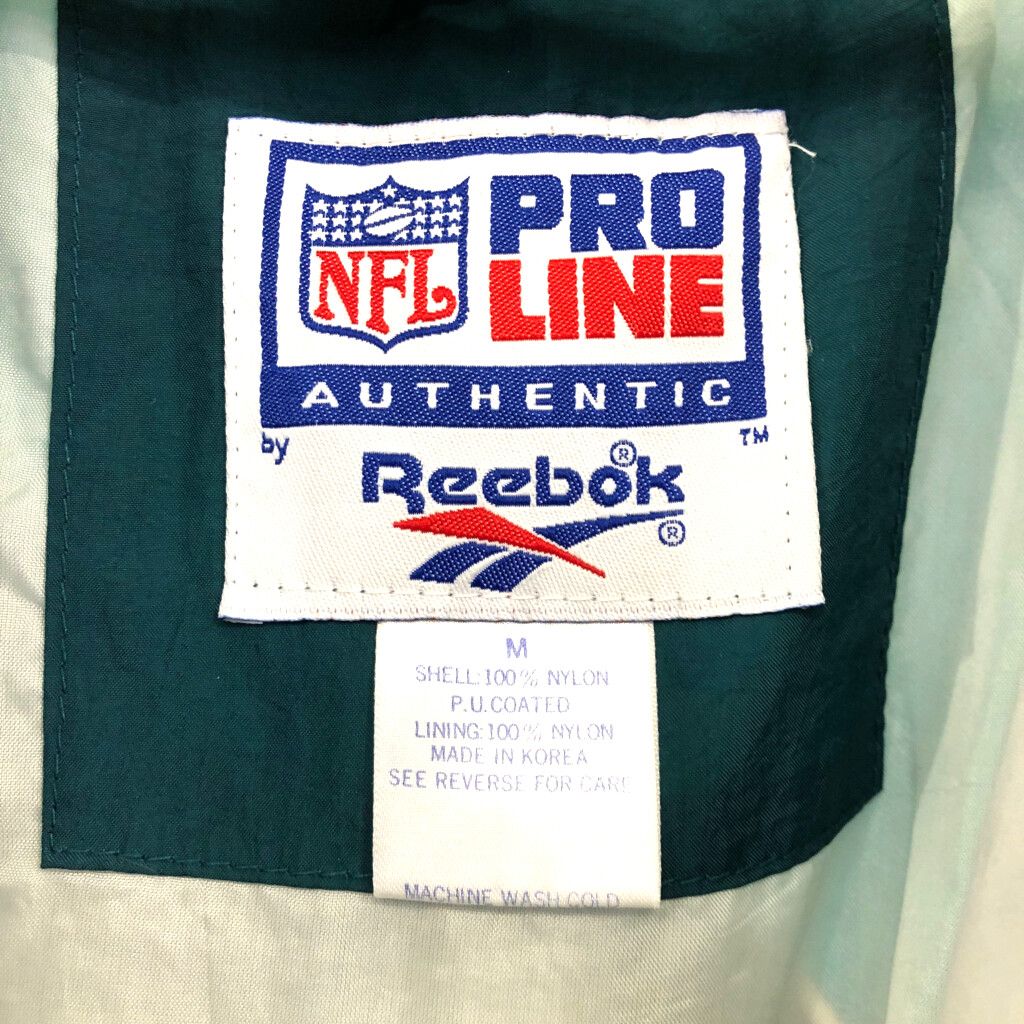 NFL
PRO
LINE
AUTHENTIC
by
TM
Reebok®
®
M
SHELL:100% NYLON
P.U.COATED
LINING:100% NYLON
MADE IN KOREA
SEE REVERSE FOR CARE
MACHINE WASH COLD